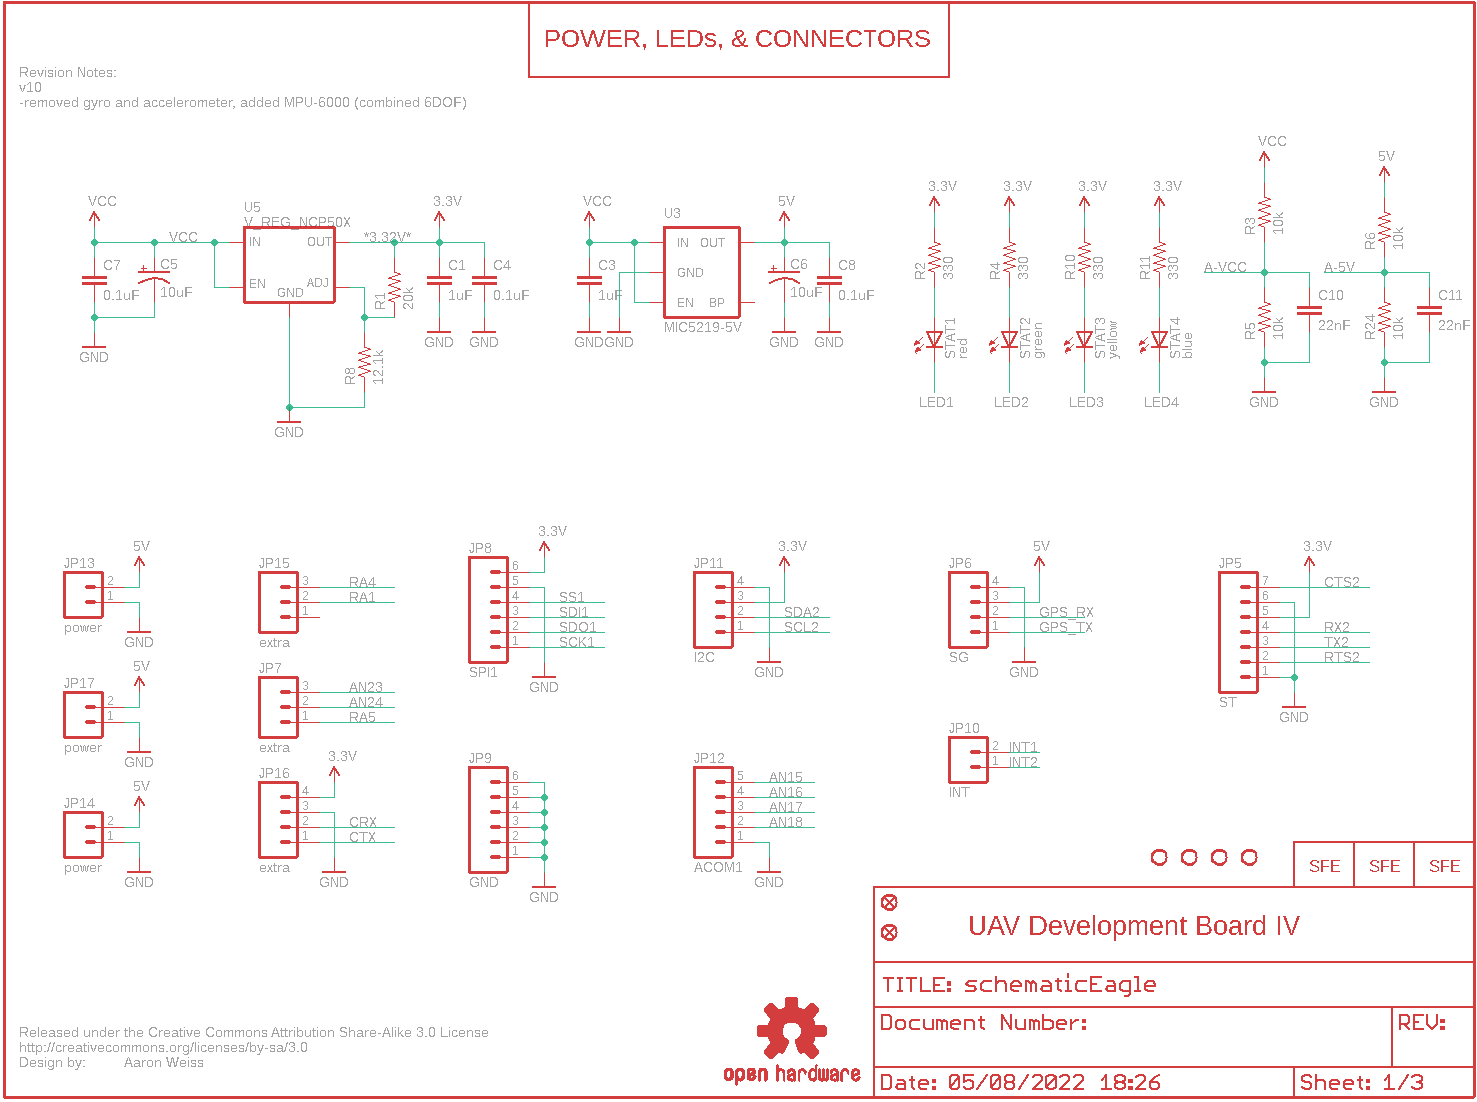 POWER, LEDs, & CONNECTORS
Revision Notes:
v10
-removed gyro and accelerometer, added MPU-6000 (combined 6DOF)
VCC
VCC
C7
0.1uF
C5
10uF
GND
U5
V_REG_NCP50X
IN
OUT
EN
ADJ
GND
*3.32V*
3.3V
R1
20k
R8
12.1k
C1
1uF
C4
0.1uF
GND
GND
GND
VCC
C3
1uF
GND
GND
U3
IN
OUT
GND
EN
BP
MIC5219-5V
5V
C6
10uF
C8
0.1uF
GND
GND
3.3V
R2
330
STAT1
red
LED1
3.3V
R4
330
STAT2
green
LED2
3.3V
R10
330
STAT3
yellow
LED3
3.3V
R11
330
STAT4
blue
LED4
VCC
R3
10k
A-VCC
R5
10k
C10
22nF
GND
5V
R6
10k
A-5V
R24
10k
C11
22nF
GND
JP13
5V
2
1
power
GND
JP17
5V
2
1
power
GND
JP14
5V
2
1
power
GND
JP15
3
RA4
2
RA1
1
extra
JP7
3
AN23
2
AN24
1
RA5
extra
JP16
3.3V
4
3
2
CRX
1
CTX
extra
GND
JP8
3.3V
6
5
4
SS1
3
SDI1
2
SDO1
1
SCK1
SPI1
GND
JP9
6
5
4
3
2
1
GND
GND
JP11
3.3V
4
3
2
SDA2
1
SCL2
I2C
GND
JP12
5
AN15
4
AN16
3
AN17
2
AN18
1
ACOM1
GND
JP6
5V
4
3
2
GPS_RX
1
GPS_TX
SG
GND
JP10
2
INT1
1
INT2
INT
JP5
3.3V
7
CTS2
6
5
4
RX2
3
TX2
2
RTS2
1
ST
GND
SFE
SFE
SFE
UAV Development Board IV
TITLE: schematicEagle
Document Number:
REV:
Date: 05/08/2022 18:26
Sheet: 1/3
open hardware
Released under the Creative Commons Attribution Share-Alike 3.0 License
http://creativecommons.org/licenses/by-sa/3.0
Design by: Aaron Weiss